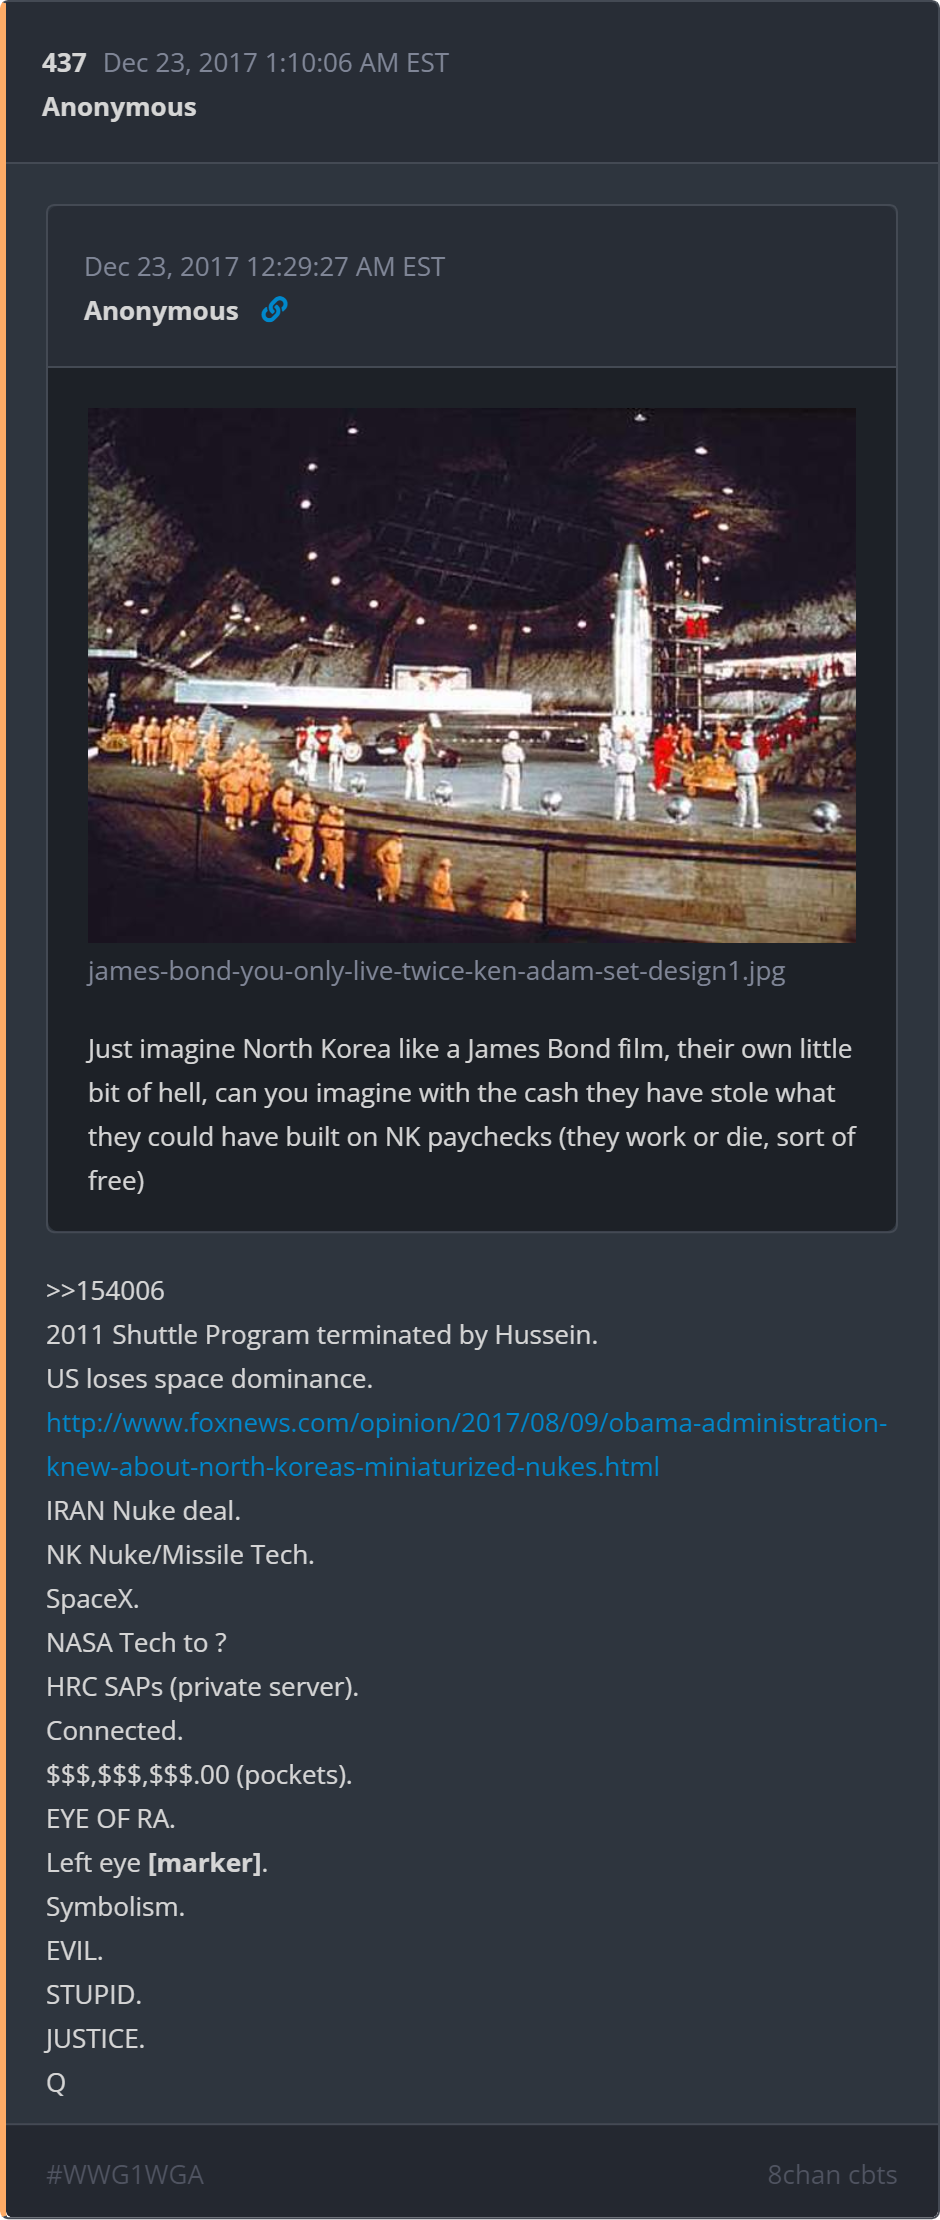 437 Dec 23, 2017 1:10:06 AM EST
Anonymous
Dec 23, 2017 12:29:27 AM EST
Anonymous
james-bond-you-only-live-twice-ken-adam-set-design1.jpg
Just imagine North Korea like a James Bond film, their own little
bit of hell, can you imagine with the cash they have stole what
they could have built on NK paychecks (they work or die, sort of
free)
>>154006
2011 Shuttle Program terminated by Hussein.
US loses space dominance.
http://www.foxnews.com/opinion/2017/08/09/obama-administration-
knew-about-north-koreas-miniaturized-nukes.html
IRAN Nuke deal.
NK Nuke/Missile Tech.
SpaceX.
NASA Tech to ?
HRC SAPs (private server).
Connected.
$$$,$$$,$$$.00 (pockets).
EYE OF RA.
Left eye [marker].
Symbolism.
EVIL.
STUPID.
JUSTICE.
Q
#WWG1WGA 8chan cbts